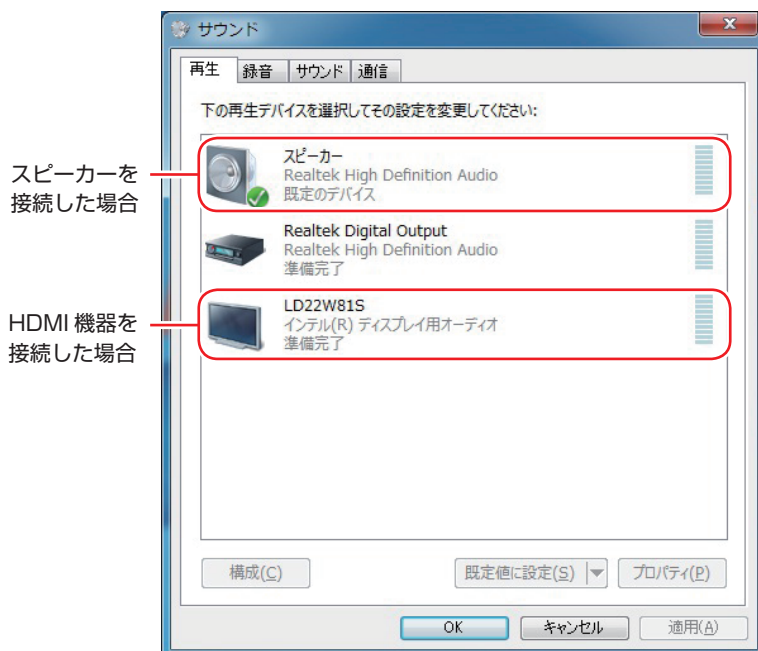 サウンド
再生 録音 サウンド 通信
下の再生デバイスを選択してその設定を変更してください:
スピーカーを
接続した場合
スピーカー
Realtek High Definition Audio
既定のデバイス
Realtek Digital Output
Realtek High Definition Audio
準備完了
HDMI 機器を
接続した場合
LD22W81S
インテル(R) ディスプレイ用オーディオ
準備完了
構成(C) 既定値に設定(S) プロパティ(P)
OK キャンセル 適用(A)